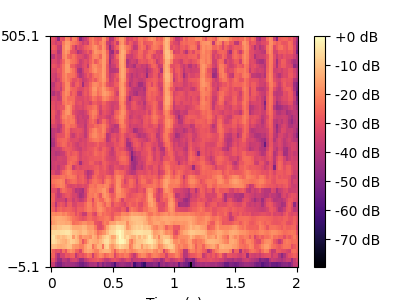 Mel Spectrogram
505.1
-5.1
0
0.5
1
1.5
2
+0 dB
-10 dB
-20 dB
-30 dB
-40 dB
-50 dB
-60 dB
-70 dB